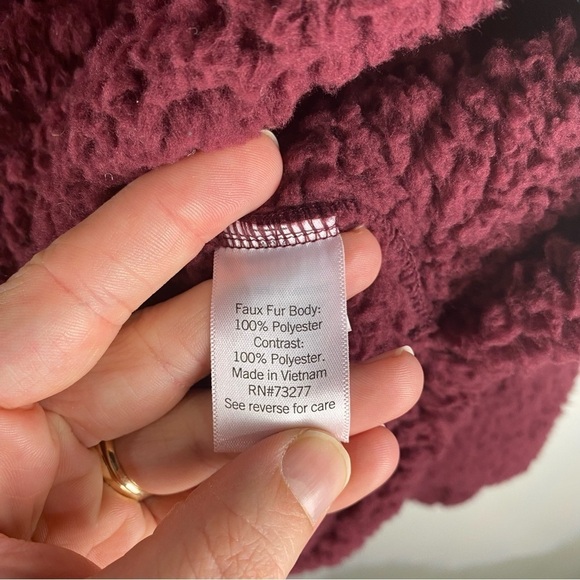 Faux Fur Body:
100% Polyester
Contrast:
100% Polyester.
Made in Vietnam
RN#73277
See reverse for care